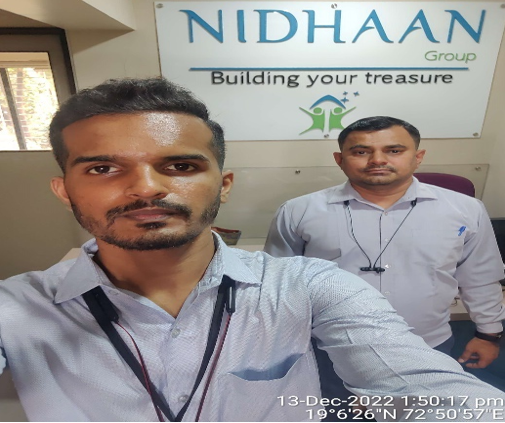 NIDHAAN
Group
Building your treasure
13-Dec-2022 1:50:17 pm
19°6'26"N 72°50'57"E